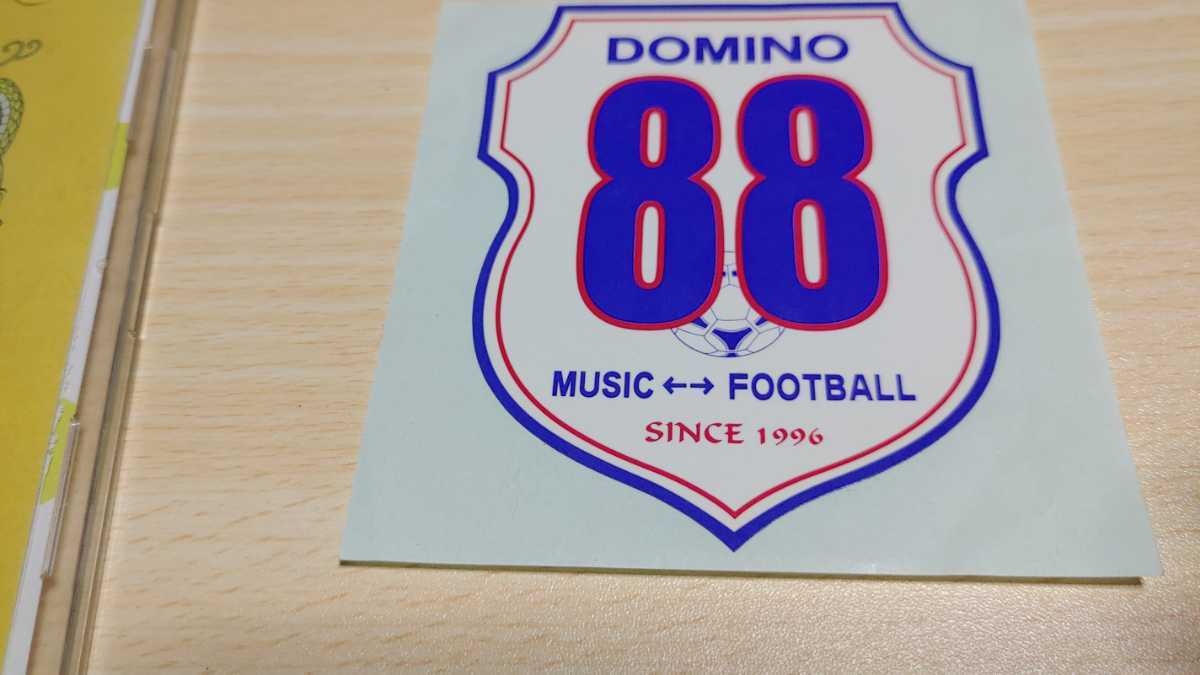 DOMINO
88
MUSIC ←→ FOOTBALL
SINCE 1996